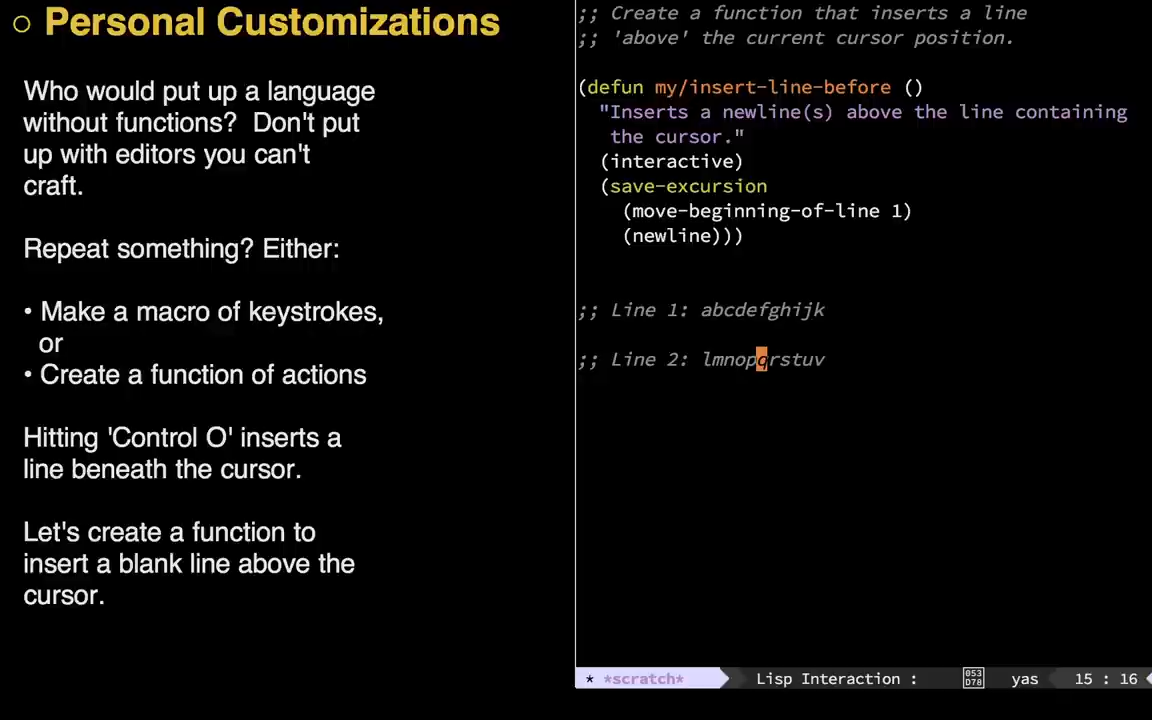 ○ Personal Customizations
Who would put up a language
without functions?  Don't put
up with editors you can't
craft.
Repeat something? Either:
• Make a macro of keystrokes,
or
• Create a function of actions
Hitting 'Control O' inserts a
line beneath the cursor.
Let's create a function to
insert a blank line above the
cursor.
;; Create a function that inserts a line
;; 'above' the current cursor position.
(defun my/insert-line-before ()
"Inserts a newline(s) above the line containing
the cursor."
(interactive)
(save-excursion
(move-beginning-of-line 1)
(newline)))
;; Line 1: abcdefghijk
;; Line 2: lmnopqrstuv
* *scratch* Lisp Interaction : 053 D78 yas 15 : 16